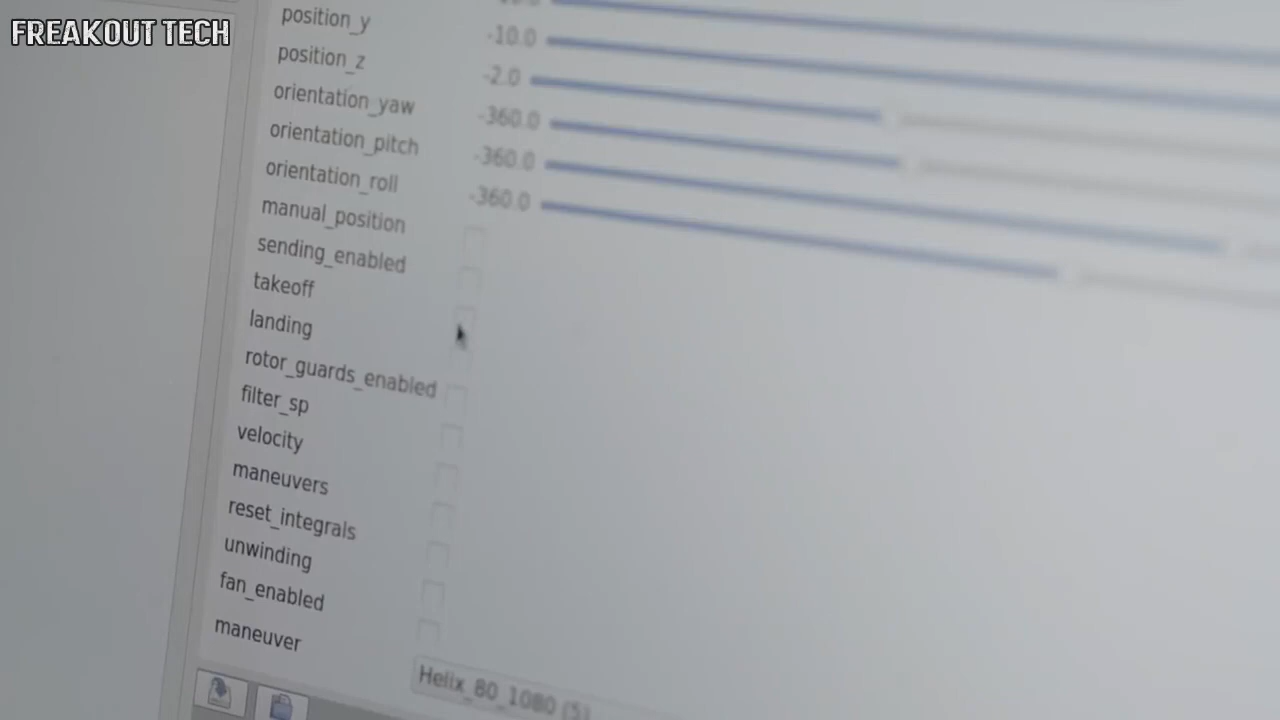 FREAKOUT TECH
position_y -10.0
position_z -2.0
orientation_yaw -360.0
orientation_pitch -360.0
orientation_roll -360.0
manual_position
sending_enabled
takeoff
landing
rotor_guards_enabled
filter_sp
velocity
maneuvers
reset_integrals
unwinding
fan_enabled
maneuver Helix_80_1080 (5)